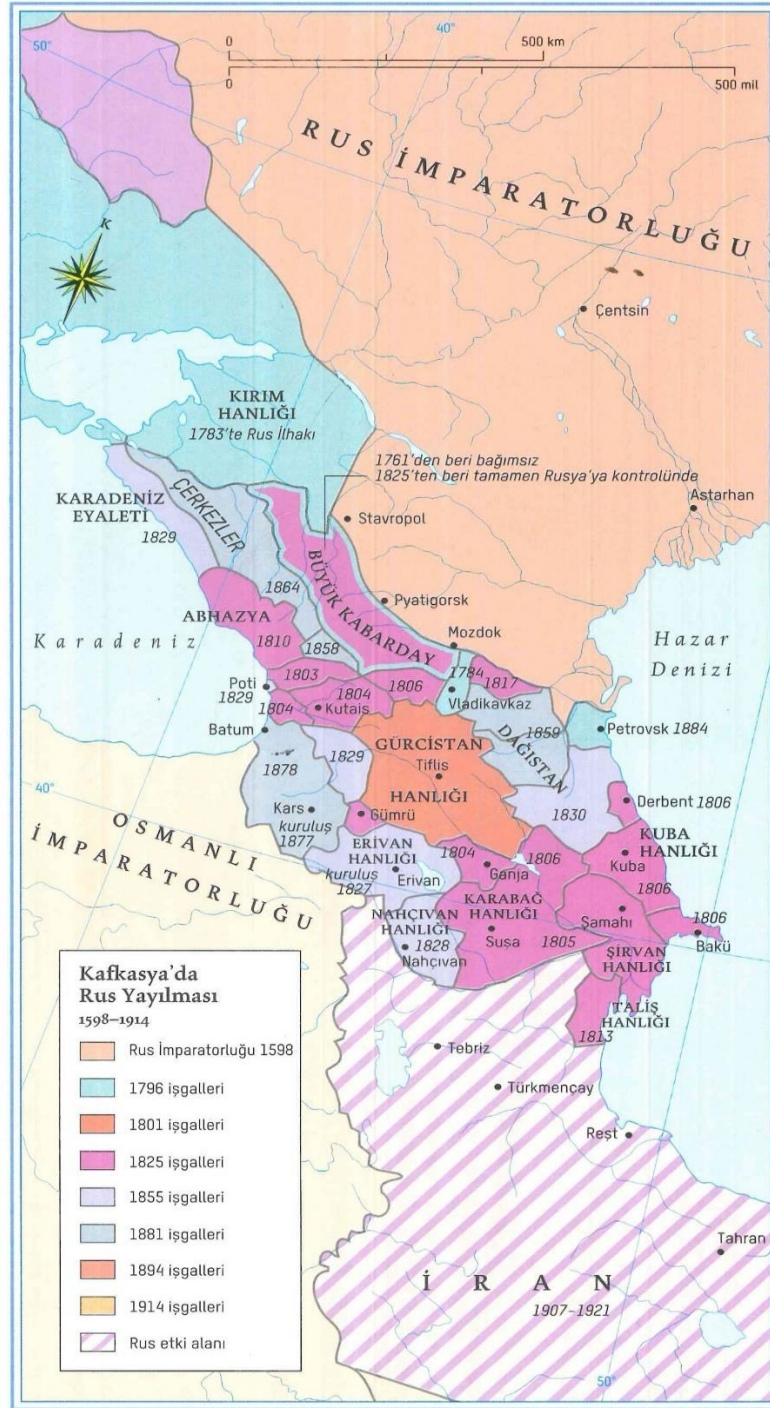 50°
40°
0 500 km
0 500 mil
RUS İMPARATORLUĞU
K
Çentsin
KIRIM
HANLIĞI
1783'te Rus İlhakı
1761'den beri bağımsız
1825'ten beri tamamen Rusya'ya kontrolünde
Astarhan
KARADENİZ
EYALETİ
1829
ÇERKEZLER
Stavropol
BÜYÜK KABARDAY
1864
Pyatigorsk
ABHAZYA
1810
1858
Mozdok
Karadeniz
Hazar
Denizi
1803
1784
1817
Poti
1829
1804
1806
1804
Kutais
Vladikavkaz
Batum
1859
DAĞISTAN
Petrovsk 1884
GÜRCİSTAN
Tiflis
HANLIĞI
1878
1829
40°
1830
Derbent 1806
Kars
kuruluş
1877
Gümrü
OSMANLI
İMPARATORLUĞU
KUBA
HANLIĞI
Kuba
ERİVAN
HANLIĞI
kuruluş
1827
Erivan
1804
Ganja
1806
1806
KARABAĞ
HANLIĞI
Şuşa
1805
Şamahı
1806
Bakü
NAHÇIVAN
HANLIĞI
1828
Nahçıvan
ŞİRVAN
HANLIĞI
TALİŞ
HANLIĞI
1813
Tebriz
Türkmençay
Reşt
Tahran
İRAN
1907–1921
50°
Kafkasya'da
Rus Yayılması
1598–1914
Rus İmparatorluğu 1598
1796 işgalleri
1801 işgalleri
1825 işgalleri
1855 işgalleri
1881 işgalleri
1894 işgalleri
1914 işgalleri
Rus etki alanı